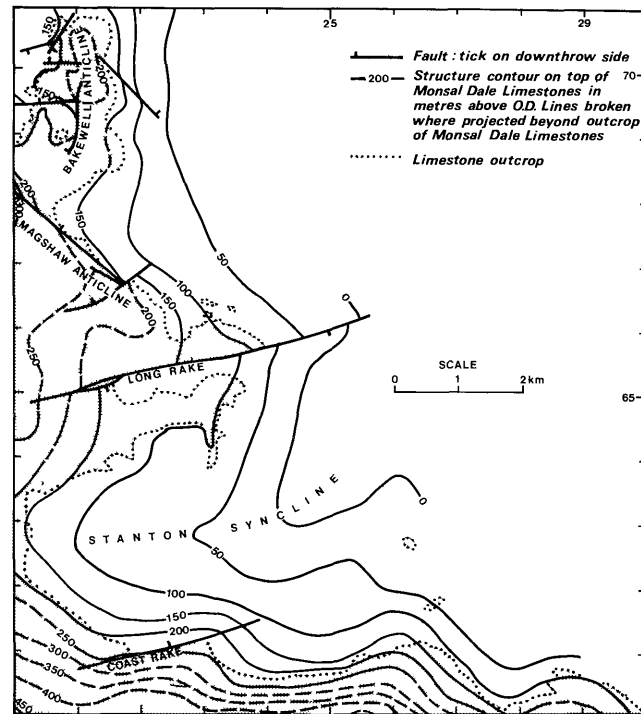 25
29
Fault : tick on downthrow side
200 Structure contour on top of 70
Monsal Dale Limestones in
metres above O.D. Lines broken
where projected beyond outcrop
of Monsal Dale Limestones
Limestone outcrop
150
200
BAKEWELL ANTICLINE
150
200
150
50
MAGSHAW ANTICLINE
200
100
150
250
0
LONG RAKE
SCALE
0 1 2km
65
STANTON SYNCLINE
0
50
100
150
200
250
300
350
COAST RAKE
400
450